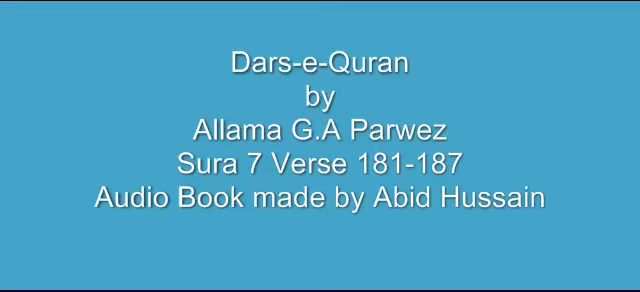 Dars-e-Quran
by
Allama G.A Parwez
Sura 7 Verse 181-187
Audio Book made by Abid Hussain